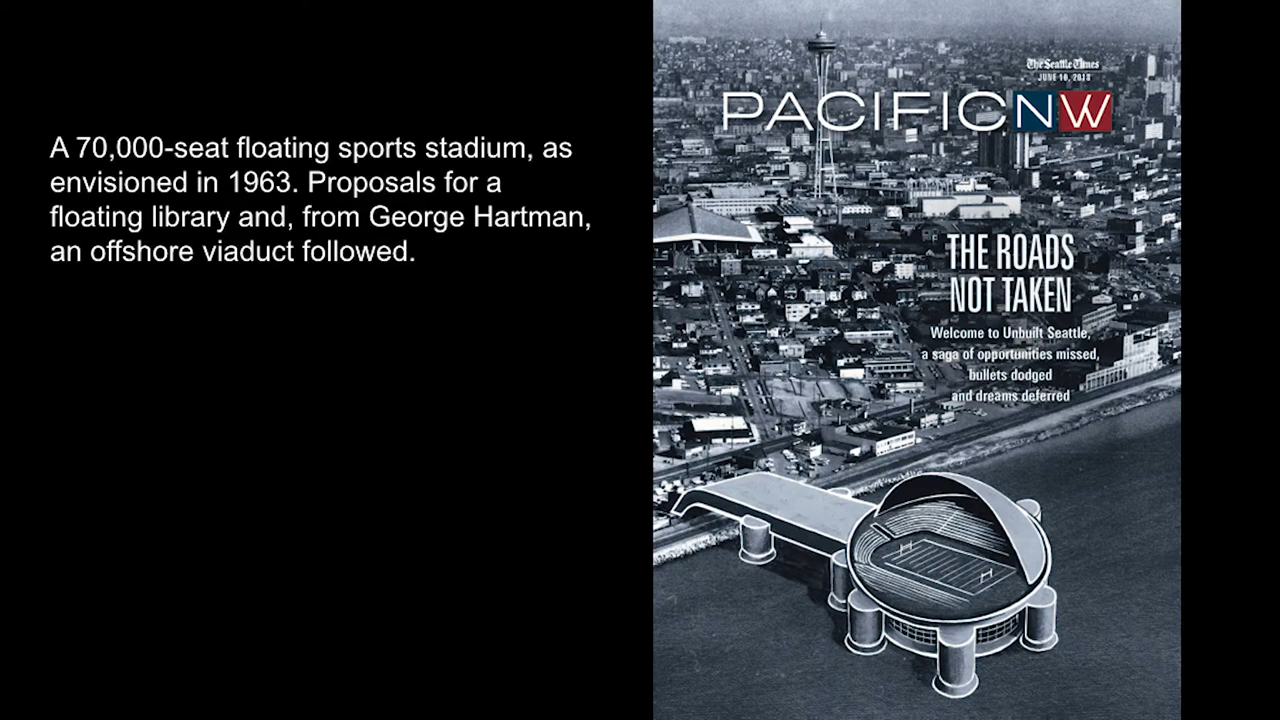 A 70,000-seat floating sports stadium, as
envisioned in 1963. Proposals for a
floating library and, from George Hartman,
an offshore viaduct followed.
The Seattle Times
JUNE 10, 2018
PACIFICNW
THE ROADS
NOT TAKEN
Welcome to Unbuilt Seattle,
a saga of opportunities missed,
bullets dodged
and dreams deferred